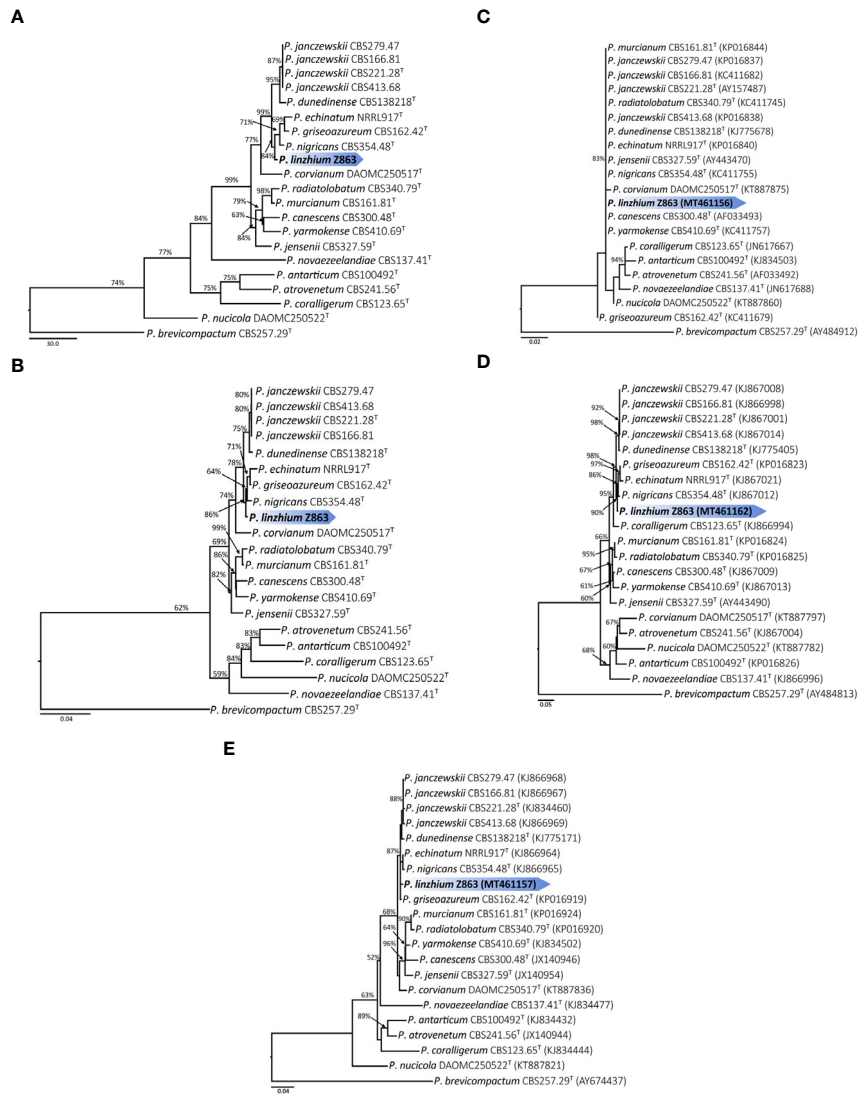 A
P. janczewskii CBS279.47
P. janczewskii CBS166.81
87%
P. janczewskii CBS221.28T
P. janczewskii CBS413.68
95%
P. dunedinense CBS138218T
99%
P. echinatum NRRL917T
71%
69%
P. griseoazureum CBS162.42T
P. nigricans CBS354.48T
77%
84%
P. linzhium Z863
P. corvianum DAOMC250517T
99%
98%
P. radiatolobatum CBS340.79T
79%
P. murcianum CBS161.81T
63%
P. canescens CBS300.48T
84%
P. yarmokense CBS410.69T
84%
P. jensenii CBS327.59T
77%
P. novaezeelandiae CBS137.41T
75%
P. antarticum CBS100492T
74%
75%
P. atrovenetum CBS241.56T
P. coralligerum CBS123.65T
P. nucicola DAOMC250522T
P. brevicompactum CBS257.29T
30.0
B
P. janczewskii CBS279.47
80%
P. janczewskii CBS413.68
80%
P. janczewskii CBS221.28T
75%
P. janczewskii CBS166.81
71%
P. dunedinense CBS138218T
78%
P. echinatum NRRL917T
64%
P. griseoazureum CBS162.42T
74%
P. nigricans CBS354.48T
86%
P. linzhium Z863
99%
P. corvianum DAOMC250517T
69%
P. radiatolobatum CBS340.79T
86%
P. murcianum CBS161.81T
82%
P. canescens CBS300.48T
P. yarmokense CBS410.69T
62%
P. jensenii CBS327.59T
83%
P. atrovenetum CBS241.56T
83%
P. antarticum CBS100492T
84%
P. coralligerum CBS123.65T
59%
P. nucicola DAOMC250522T
P. novaezeelandiae CBS137.41T
P. brevicompactum CBS257.29T
0.04
C
P. murcianum CBS161.81T (KP016844)
P. janczewskii CBS279.47 (KP016837)
P. janczewskii CBS166.81 (KC411682)
P. janczewskii CBS221.28T (AY157487)
P. radiatolobatum CBS340.79T (KC411745)
P. janczewskii CBS413.68 (KP016838)
P. dunedinense CBS138218T (KJ775678)
P. echinatum NRRL917T (KP016840)
83%
P. jensenii CBS327.59T (AY443470)
P. nigricans CBS354.48T (KC411755)
P. corvianum DAOMC250517T (KT887875)
P. linzhium Z863 (MT461156)
P. canescens CBS300.48T (AF033493)
P. yarmokense CBS410.69T (KC411757)
P. coralligerum CBS123.65T (JN617667)
94%
P. antarticum CBS100492T (KJ834503)
P. atrovenetum CBS241.56T (AF033492)
P. novaezeelandiae CBS137.41T (JN617688)
P. nucicola DAOMC250522T (KT887860)
P. griseoazureum CBS162.42T (KC411679)
P. brevicompactum CBS257.29T (AY484912)
0.02
D
P. janczewskii CBS279.47 (KJ867008)
92%
P. janczewskii CBS166.81 (KJ866998)
98%
P. janczewskii CBS221.28T (KJ867001)
P. janczewskii CBS413.68 (KJ867014)
P. dunedinense CBS138218T (KJ775405)
98%
P. griseoazureum CBS162.42T (KP016823)
97%
86%
P. echinatum NRRL917T (KJ867021)
95%
P. nigricans CBS354.48T (KJ867012)
90%
P. linzhium Z863 (MT461162)
P. coralligerum CBS123.65T (KJ866994)
66%
P. murcianum CBS161.81T (KP016824)
95%
P. radiatolobatum CBS340.79T (KP016825)
67%
P. canescens CBS300.48T (KJ867009)
61%
P. yarmokense CBS410.69T (KJ867013)
60%
P. jensenii CBS327.59T (AY443490)
P. corvianum DAOMC250517T (KT887797)
67%
P. atrovenetum CBS241.56T (KJ867004)
60%
P. nucicola DAOMC250522T (KT887782)
68%
P. antarticum CBS100492T (KP016826)
P. novaezeelandiae CBS137.41T (KJ866996)
P. brevicompactum CBS257.29T (AY484813)
0.05
E
P. janczewskii CBS279.47 (KJ866968)
P. janczewskii CBS166.81 (KJ866967)
88%
P. janczewskii CBS221.28T (KJ834460)
P. janczewskii CBS413.68 (KJ866969)
P. dunedinense CBS138218T (KJ775171)
87%
P. echinatum NRRL917T (KJ866964)
P. nigricans CBS354.48T (KJ866965)
P. linzhium Z863 (MT461157)
P. griseoazureum CBS162.42T (KP016919)
68%
90%
P. murcianum CBS161.81T (KP016924)
64%
P. radiatolobatum CBS340.79T (KP016920)
96%
P. yarmokense CBS410.69T (KJ834502)
52%
P. canescens CBS300.48T (JX140946)
P. jensenii CBS327.59T (JX140954)
P. corvianum DAOMC250517T (KT887836)
63%
P. novaezeelandiae CBS137.41T (KJ834477)
89%
P. antarticum CBS100492T (KJ834432)
P. atrovenetum CBS241.56T (JX140944)
P. coralligerum CBS123.65T (KJ834444)
P. nucicola DAOMC250522T (KT887821)
P. brevicompactum CBS257.29T (AY674437)
0.04